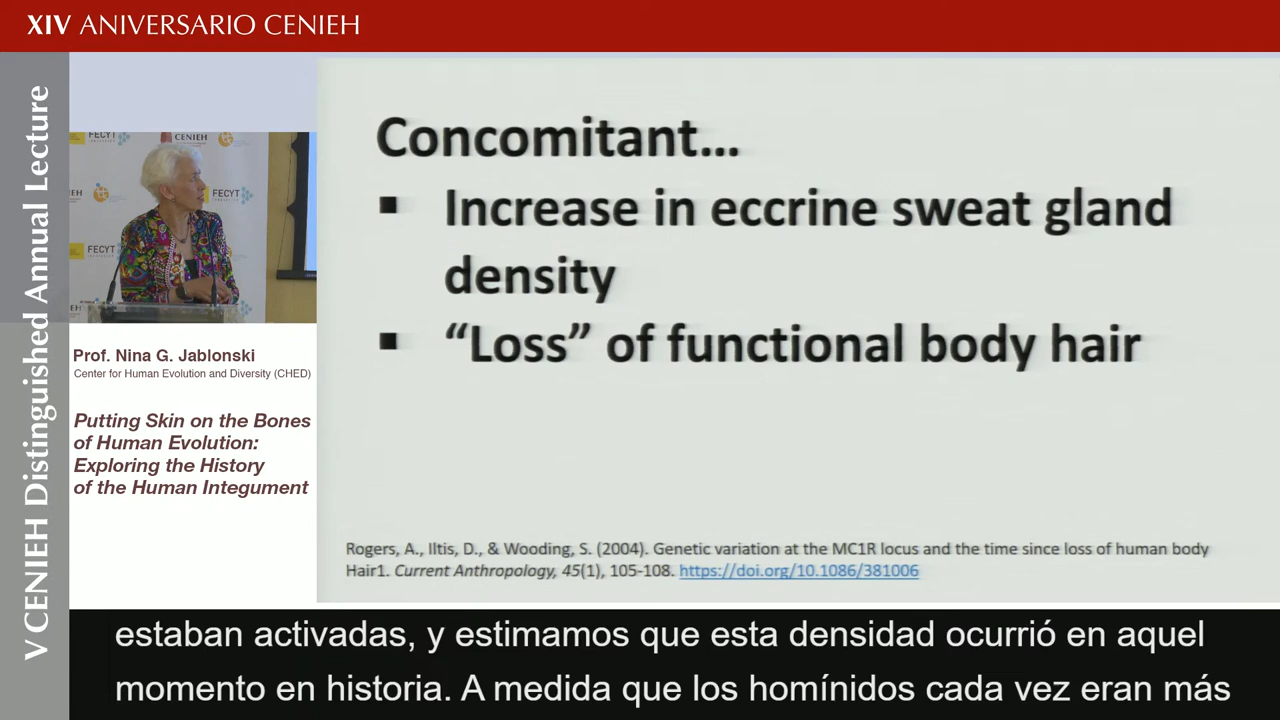 XIV ANIVERSARIO CENIEH
V CENIEH Distinguished Annual Lecture
FECYT
CENIEH
FECYT
FECYT
Prof. Nina G. Jablonski
Center for Human Evolution and Diversity (CHED)
Putting Skin on the Bones
of Human Evolution:
Exploring the History
of the Human Integument
Concomitant...
▪ Increase in eccrine sweat gland
density
▪ “Loss” of functional body hair
Rogers, A., Iltis, D., & Wooding, S. (2004). Genetic variation at the MC1R locus and the time since loss of human body
Hair1. Current Anthropology, 45(1), 105-108. https://doi.org/10.1086/381006
estaban activadas, y estimamos que esta densidad ocurrió en aquel
momento en historia. A medida que los homínidos cada vez eran más